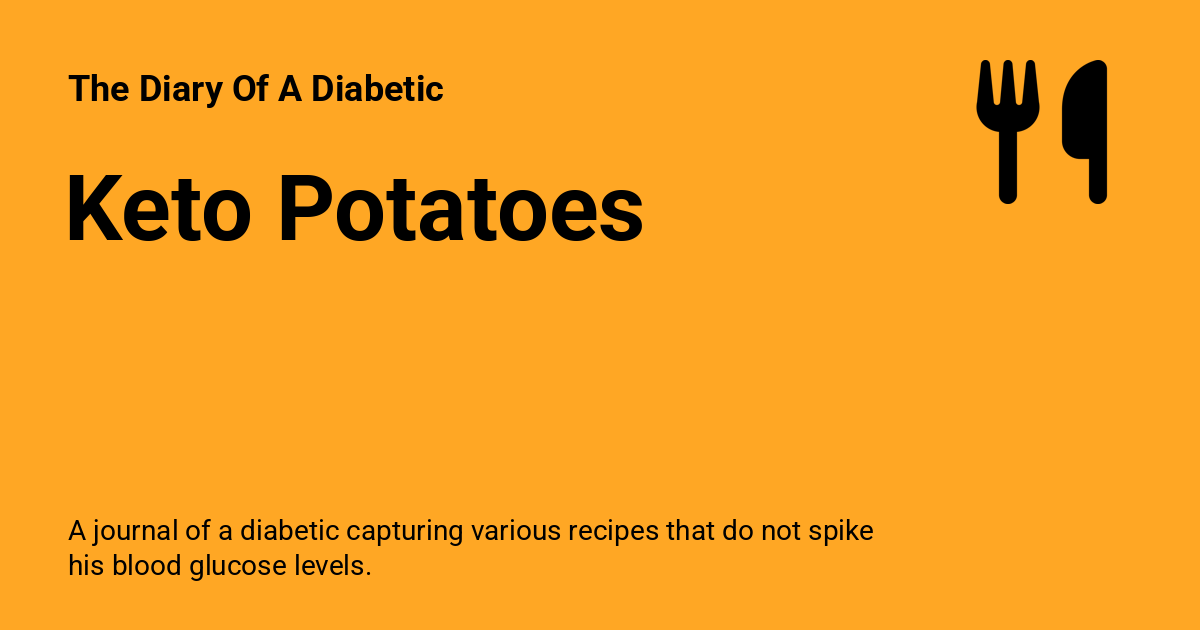 The Diary Of A Diabetic
Keto Potatoes
A journal of a diabetic capturing various recipes that do not spike
his blood glucose levels.